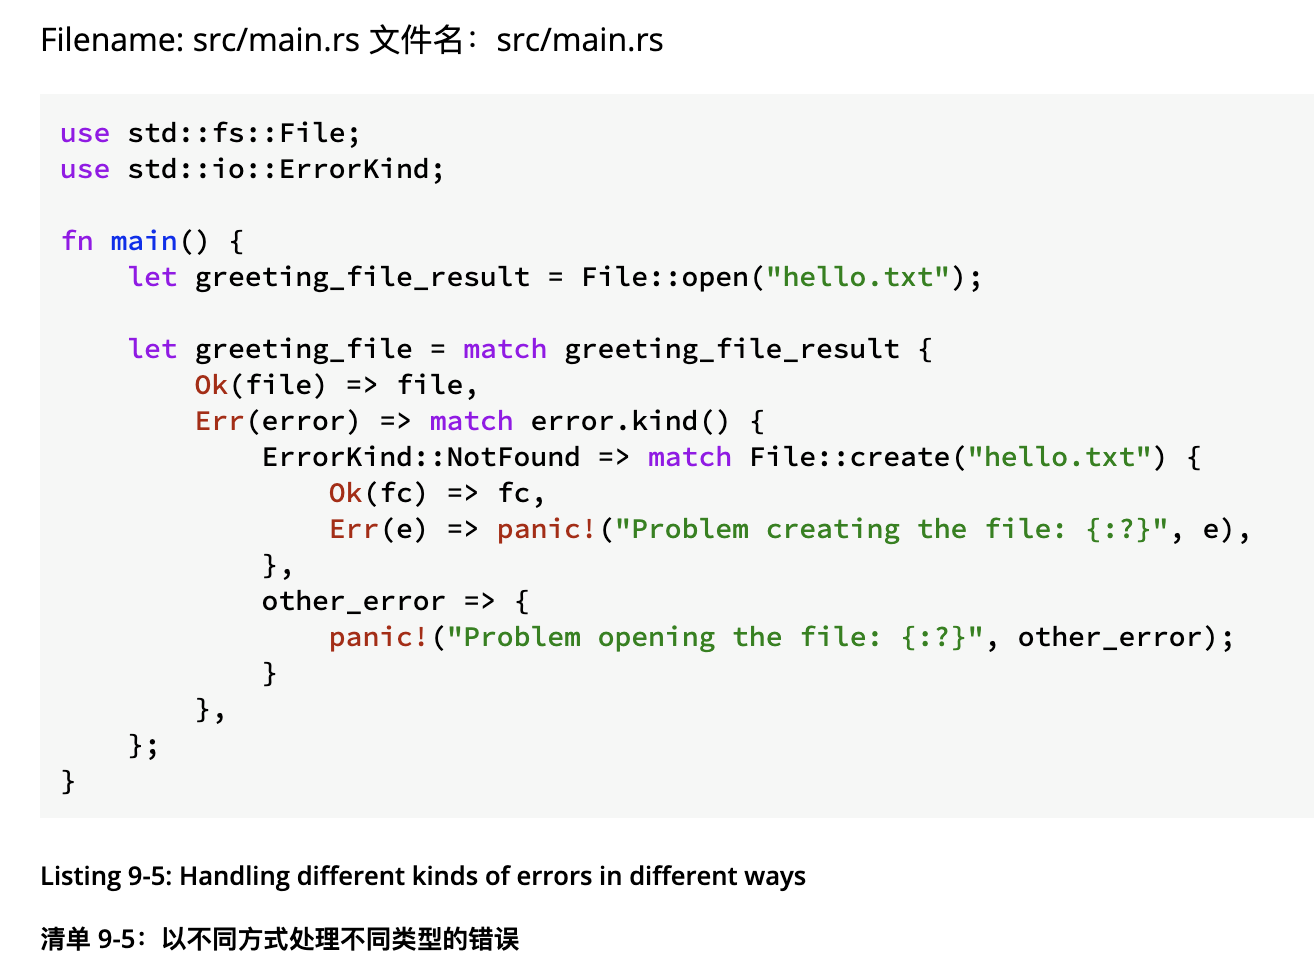 Filename: src/main.rs 文件名：src/main.rs
use std::fs::File;
use std::io::ErrorKind;
fn main() {
    let greeting_file_result = File::open("hello.txt");
    let greeting_file = match greeting_file_result {
        Ok(file) => file,
        Err(error) => match error.kind() {
            ErrorKind::NotFound => match File::create("hello.txt") {
                Ok(fc) => fc,
                Err(e) => panic!("Problem creating the file: {:?}", e),
            },
            other_error => {
                panic!("Problem opening the file: {:?}", other_error);
            }
        },
    };
}
Listing 9-5: Handling different kinds of errors in different ways
清单 9-5：以不同方式处理不同类型的错误